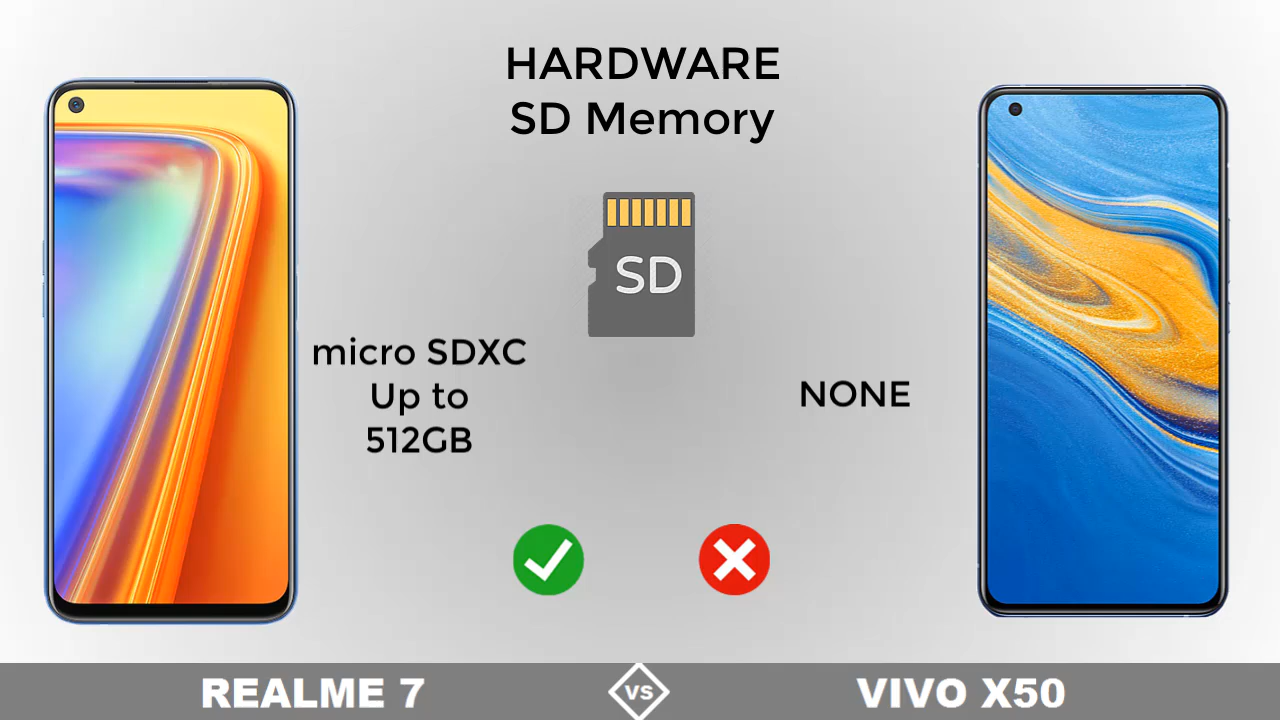 HARDWARE
SD Memory
SD
micro SDXC
Up to
512GB
NONE
REALME 7
VS
VIVO X50